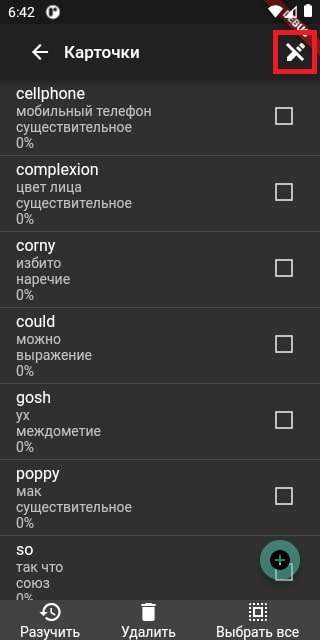 6:42
DEBUG
Карточки
cellphone
мобильный телефон
существительное
0%
complexion
цвет лица
существительное
0%
corny
избито
наречие
0%
could
можно
выражение
0%
gosh
ух
междометие
0%
poppy
мак
существительное
0%
so
так что
союз
0%
Разучить Удалить Выбрать все